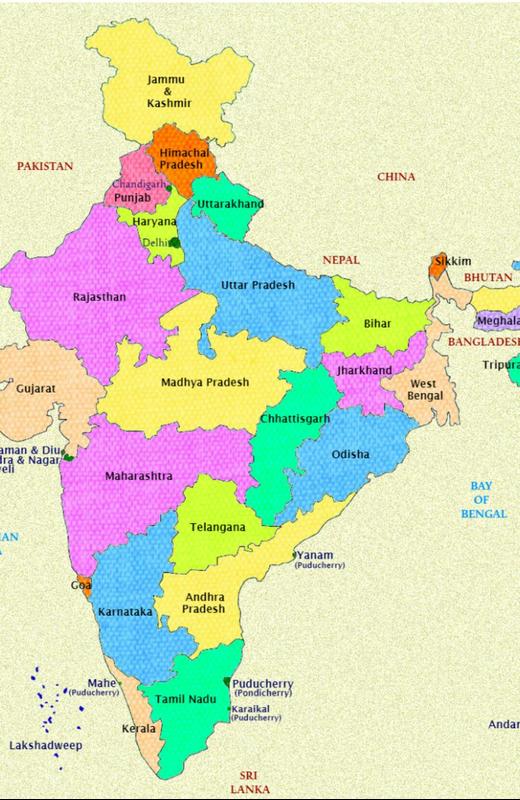 Jammu
&
Kashmir
Himachal
Pradesh
PAKISTAN
CHINA
Chandigarh
Punjab
Uttarakhand
Haryana
Delhi
NEPAL
Sikkim
BHUTAN
Uttar Pradesh
Rajasthan
Bihar
Meghala
BANGLADESH
Tripura
Jharkhand
West
Bengal
Gujarat
Madhya Pradesh
Chhattisgarh
aman & Diu
dra & Nagar
veli
Odisha
Maharashtra
BAY
OF
BENGAL
Telangana
AN
A
Yanam
(Puducherry)
Goa
Karnataka
Andhra
Pradesh
Mahe
(Puducherry)
Puducherry
(Pondicherry)
Tamil Nadu
Karaikal
(Puducherry)
Kerala
Andar
Lakshadweep
SRI
LANKA